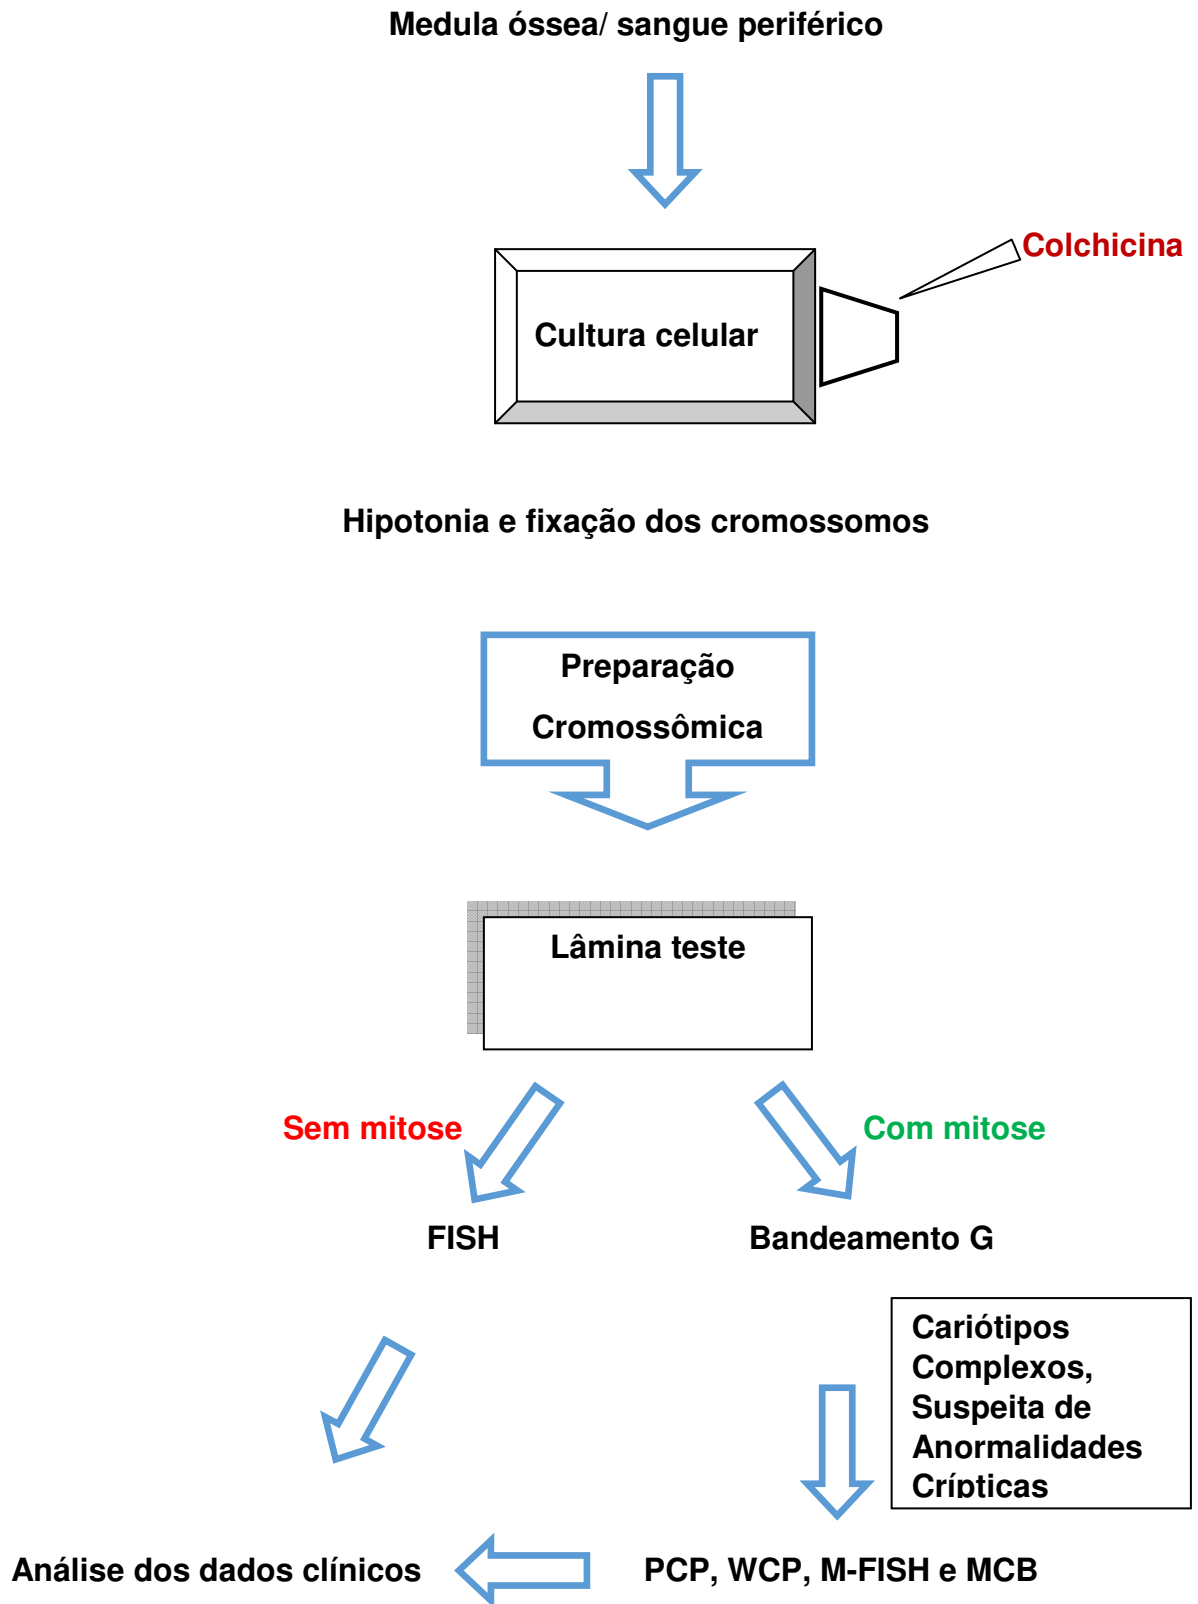 Medula óssea/ sangue periférico
Colchicina
Cultura celular
Hipotonia e fixação dos cromossomos
Preparação
Cromossômica
Lâmina teste
Sem mitose
Com mitose
FISH
Bandeamento G
Cariótipos
Complexos,
Suspeita de
Anormalidades
Crípticas
Análise dos dados clínicos
PCP, WCP, M-FISH e MCB